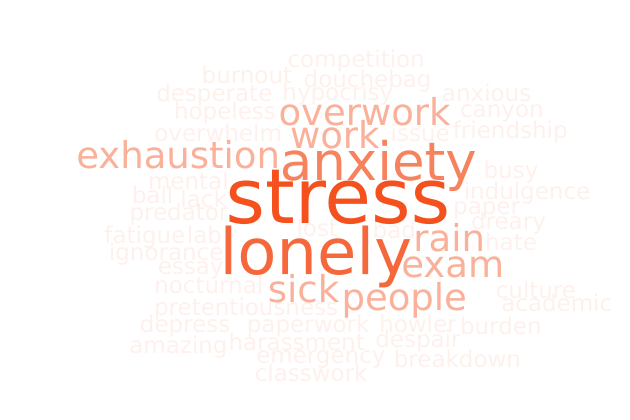 competition
burnout douchebag
desperate hypocrisy anxious
hopeless overwork canyon
overwhelm work issue friendship
exhaustion anxiety busy
mental stress indulgence
ball lack paper
predator dreary
fatigue lab lost bad rain hate
ignorance lonely exam
essay
nocturnal sick people culture
pretentiousness academic
depress paperwork howler burden
amazing harassment despair
emergency breakdown
classwork